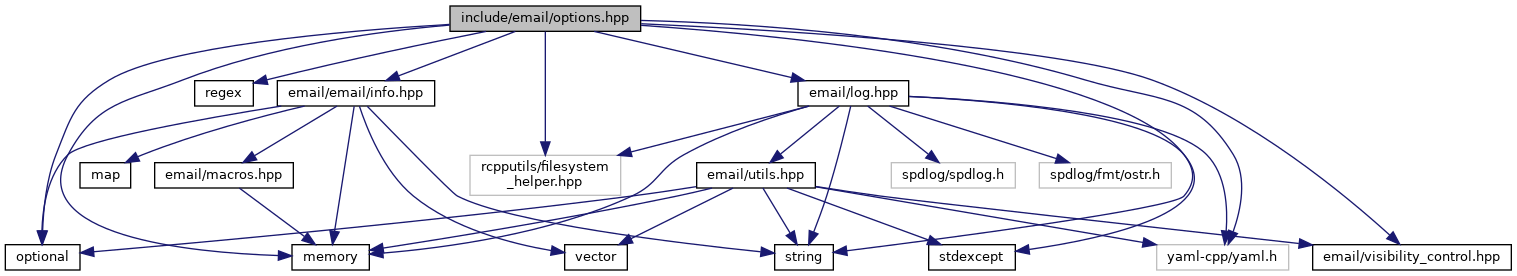 include/email/options.hpp
regex
email/email/info.hpp
email/log.hpp
map
email/macros.hpp
rcpputils/filesystem
_helper.hpp
email/utils.hpp
spdlog/spdlog.h
spdlog/fmt/ostr.h
optional
memory
vector
string
stdexcept
yaml-cpp/yaml.h
email/visibility_control.hpp